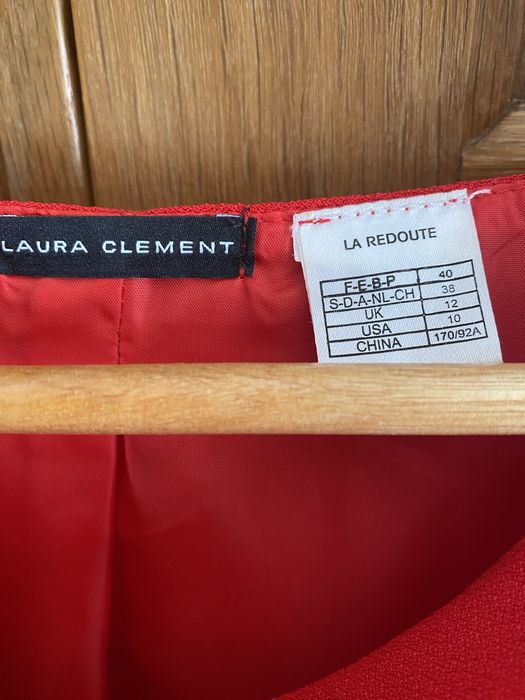 LAURA CLEMENT
LA REDOUTE
F-E-B-P 40
S-D-A-NL-CH 38
UK 12
USA 10
CHINA 170/92A